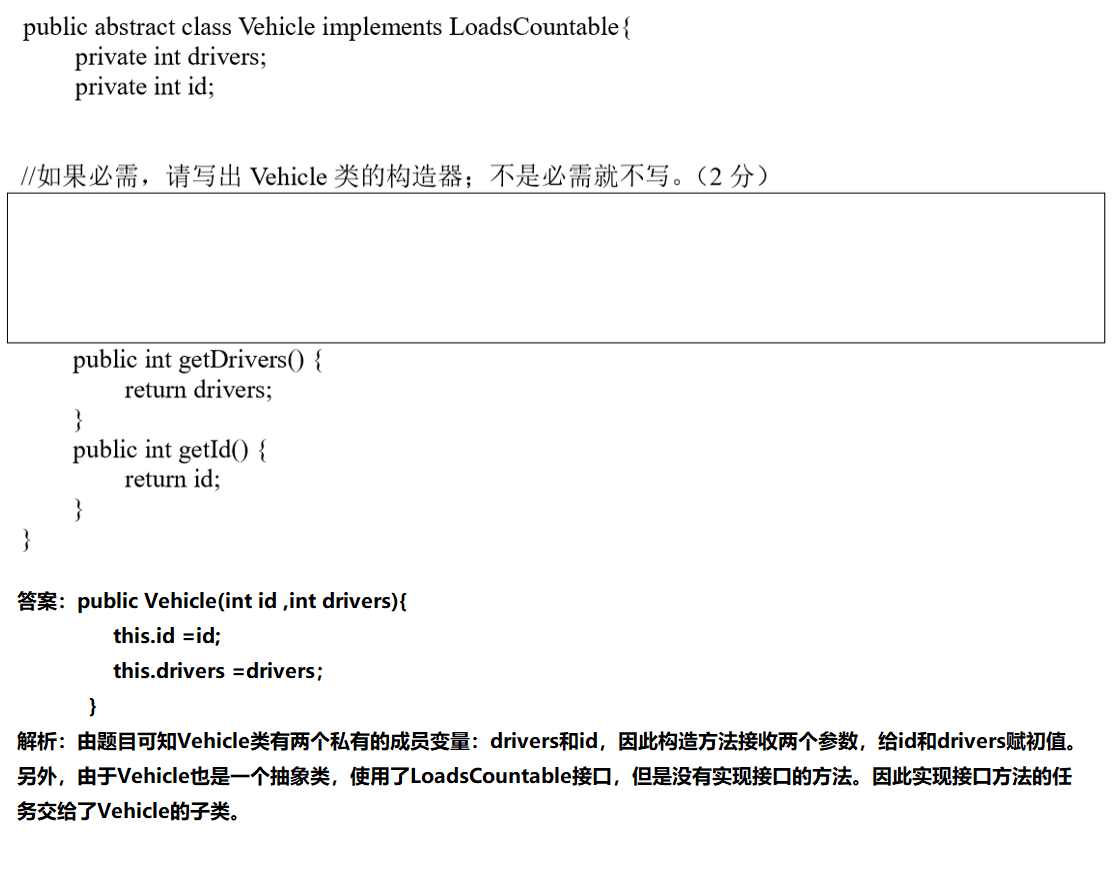 public abstract class Vehicle implements LoadsCountable{
private int drivers;
private int id;
//如果必需，请写出 Vehicle 类的构造器；不是必需就不写。（2 分）
public int getDrivers() {
return drivers;
}
public int getId() {
return id;
}
}
答案：public Vehicle(int id ,int drivers){
this.id =id;
this.drivers =drivers；
}
解析：由题目可知Vehicle类有两个私有的成员变量：drivers和id，因此构造方法接收两个参数，给id和drivers赋初值。
另外，由于Vehicle也是一个抽象类，使用了LoadsCountable接口，但是没有实现接口的方法。因此实现接口方法的任
务交给了Vehicle的子类。